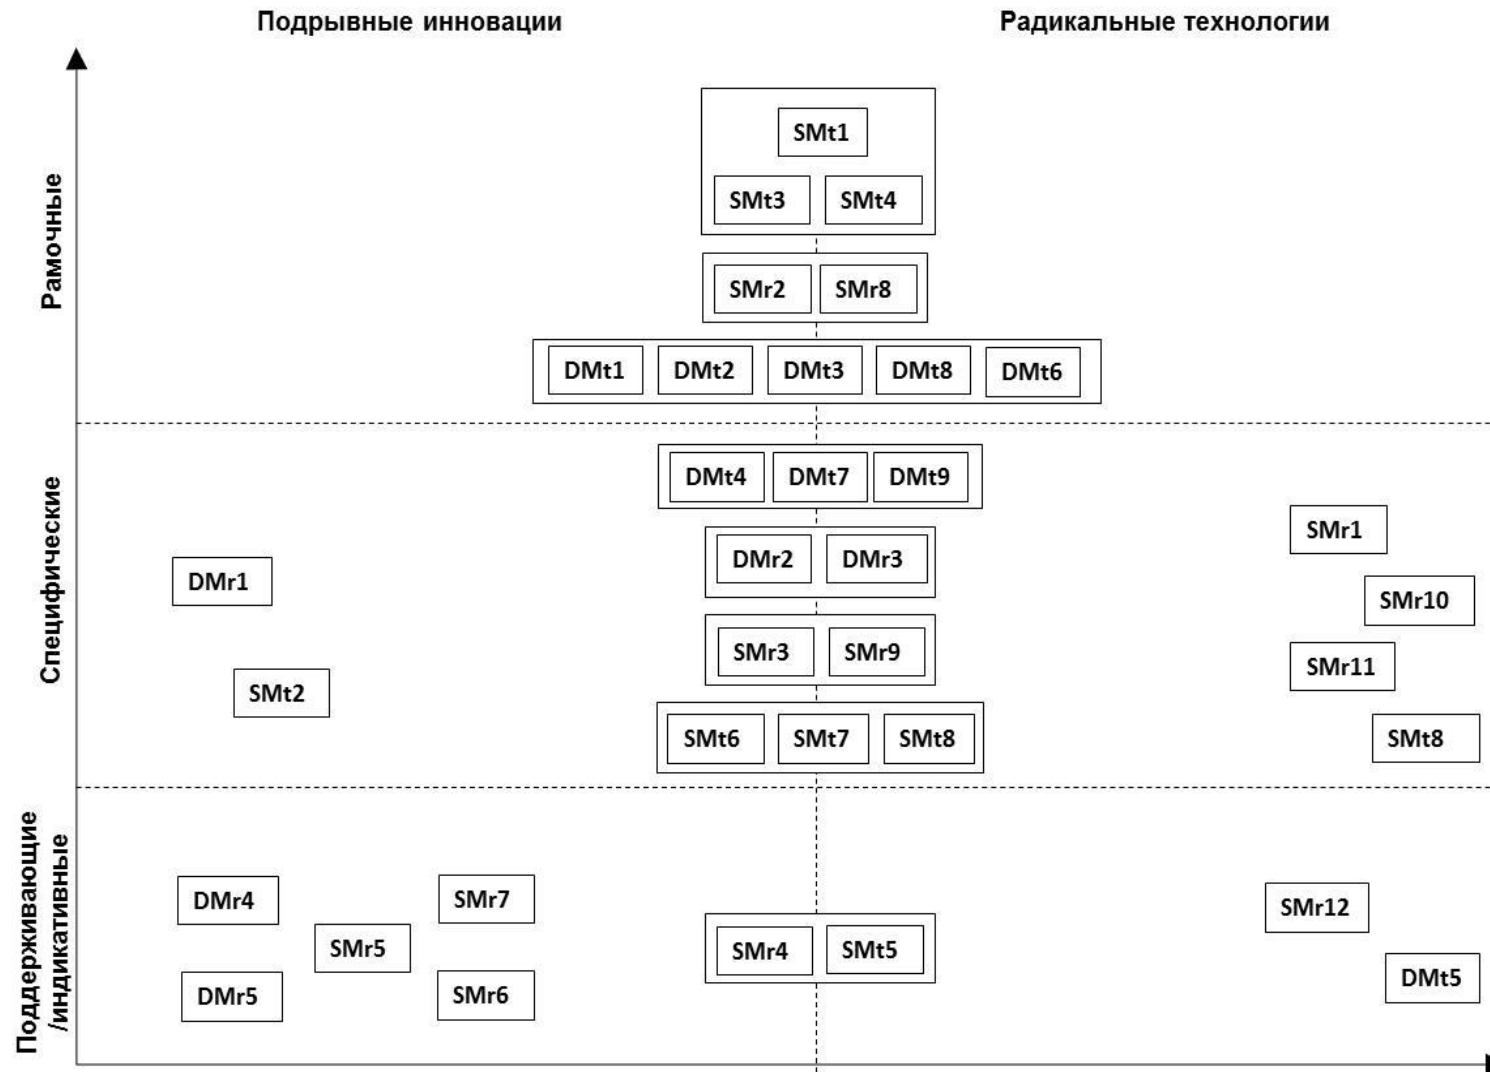 Подрывные инновации
Радикальные технологии
Рамочные
SMt1
SMt3 SMt4
SMr2 SMr8
DMt1 DMt2 DMt3 DMt8 DMt6
Специфические
DMt4 DMt7 DMt9
SMr1
DMr2 DMr3
DMr1
SMr10
SMr3 SMr9
SMr11
SMt2
SMt6 SMt7 SMt8
SMt8
Поддерживающие
/индикативные
DMr4
SMr7
SMr12
SMr5
SMr4 SMt5
DMt5
DMr5
SMr6